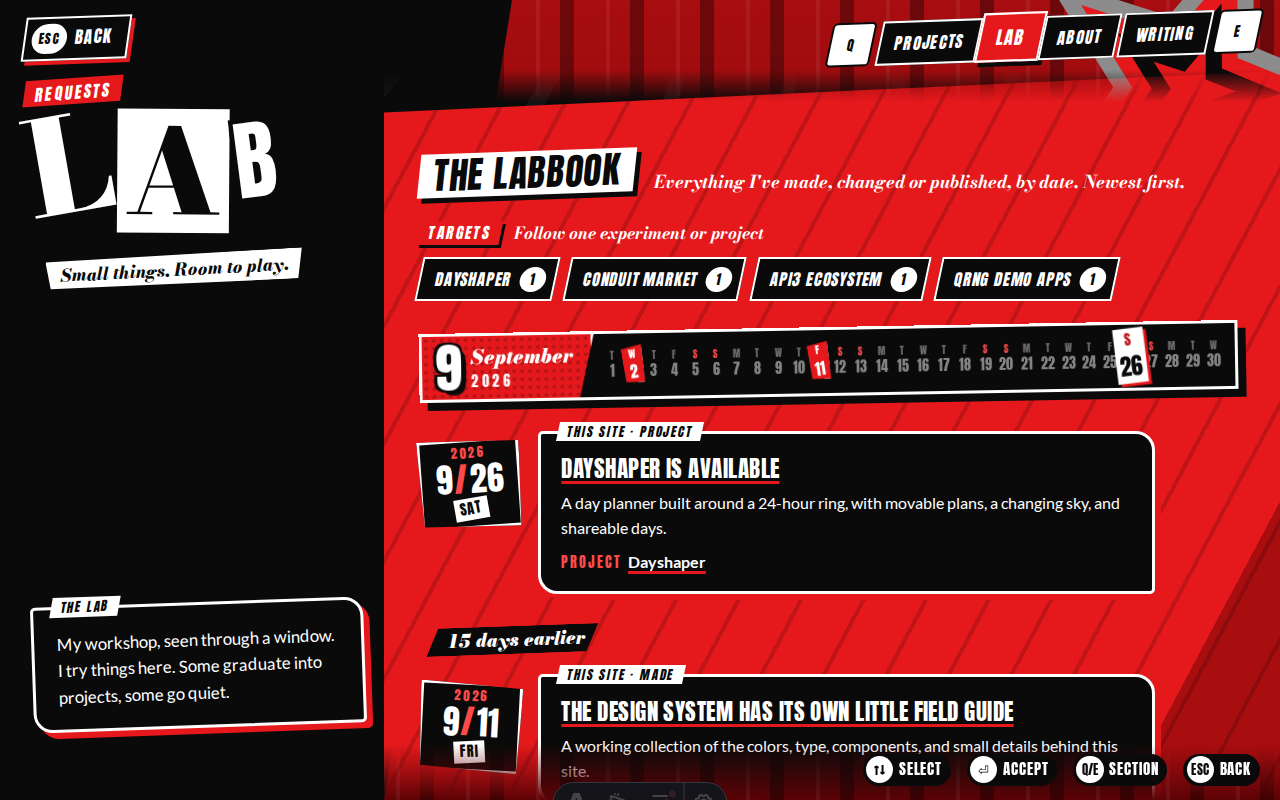 ESC BACK
Q PROJECTS LAB ABOUT WRITING E
REQUESTS
LAB
Small things. Room to play.
THE LAB
My workshop, seen through a window.
I try things here. Some graduate into
projects, some go quiet.
THE LABBOOK
Everything I've made, changed or published, by date. Newest first.
TARGETS Follow one experiment or project
DAYSHAPER 1
CONDUIT MARKET 1
API3 ECOSYSTEM 1
QRNG DEMO APPS 1
9 September
2026
T W T F S S M T W T F S S M T W T F S S M T W T F S S M T W
1 2 3 4 5 6 7 8 9 10 11 12 13 14 15 16 17 18 19 20 21 22 23 24 25 26 27 28 29 30
2026
9/26
SAT
THIS SITE · PROJECT
DAYSHAPER IS AVAILABLE
A day planner built around a 24-hour ring, with movable plans, a changing sky, and
shareable days.
PROJECT Dayshaper
15 days earlier
2026
9/11
FRI
THIS SITE · MADE
THE DESIGN SYSTEM HAS ITS OWN LITTLE FIELD GUIDE
A working collection of the colors, type, components, and small details behind this
site.
↑↓ SELECT
⏎ ACCEPT
Q/E SECTION
ESC BACK